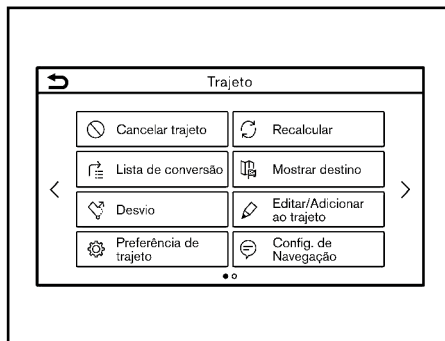 Trajeto
Cancelar trajeto
Recalcular
Lista de conversão
Mostrar destino
Desvio
Editar/Adicionar
ao trajeto
Preferência de
trajeto
Config. de
Navegação